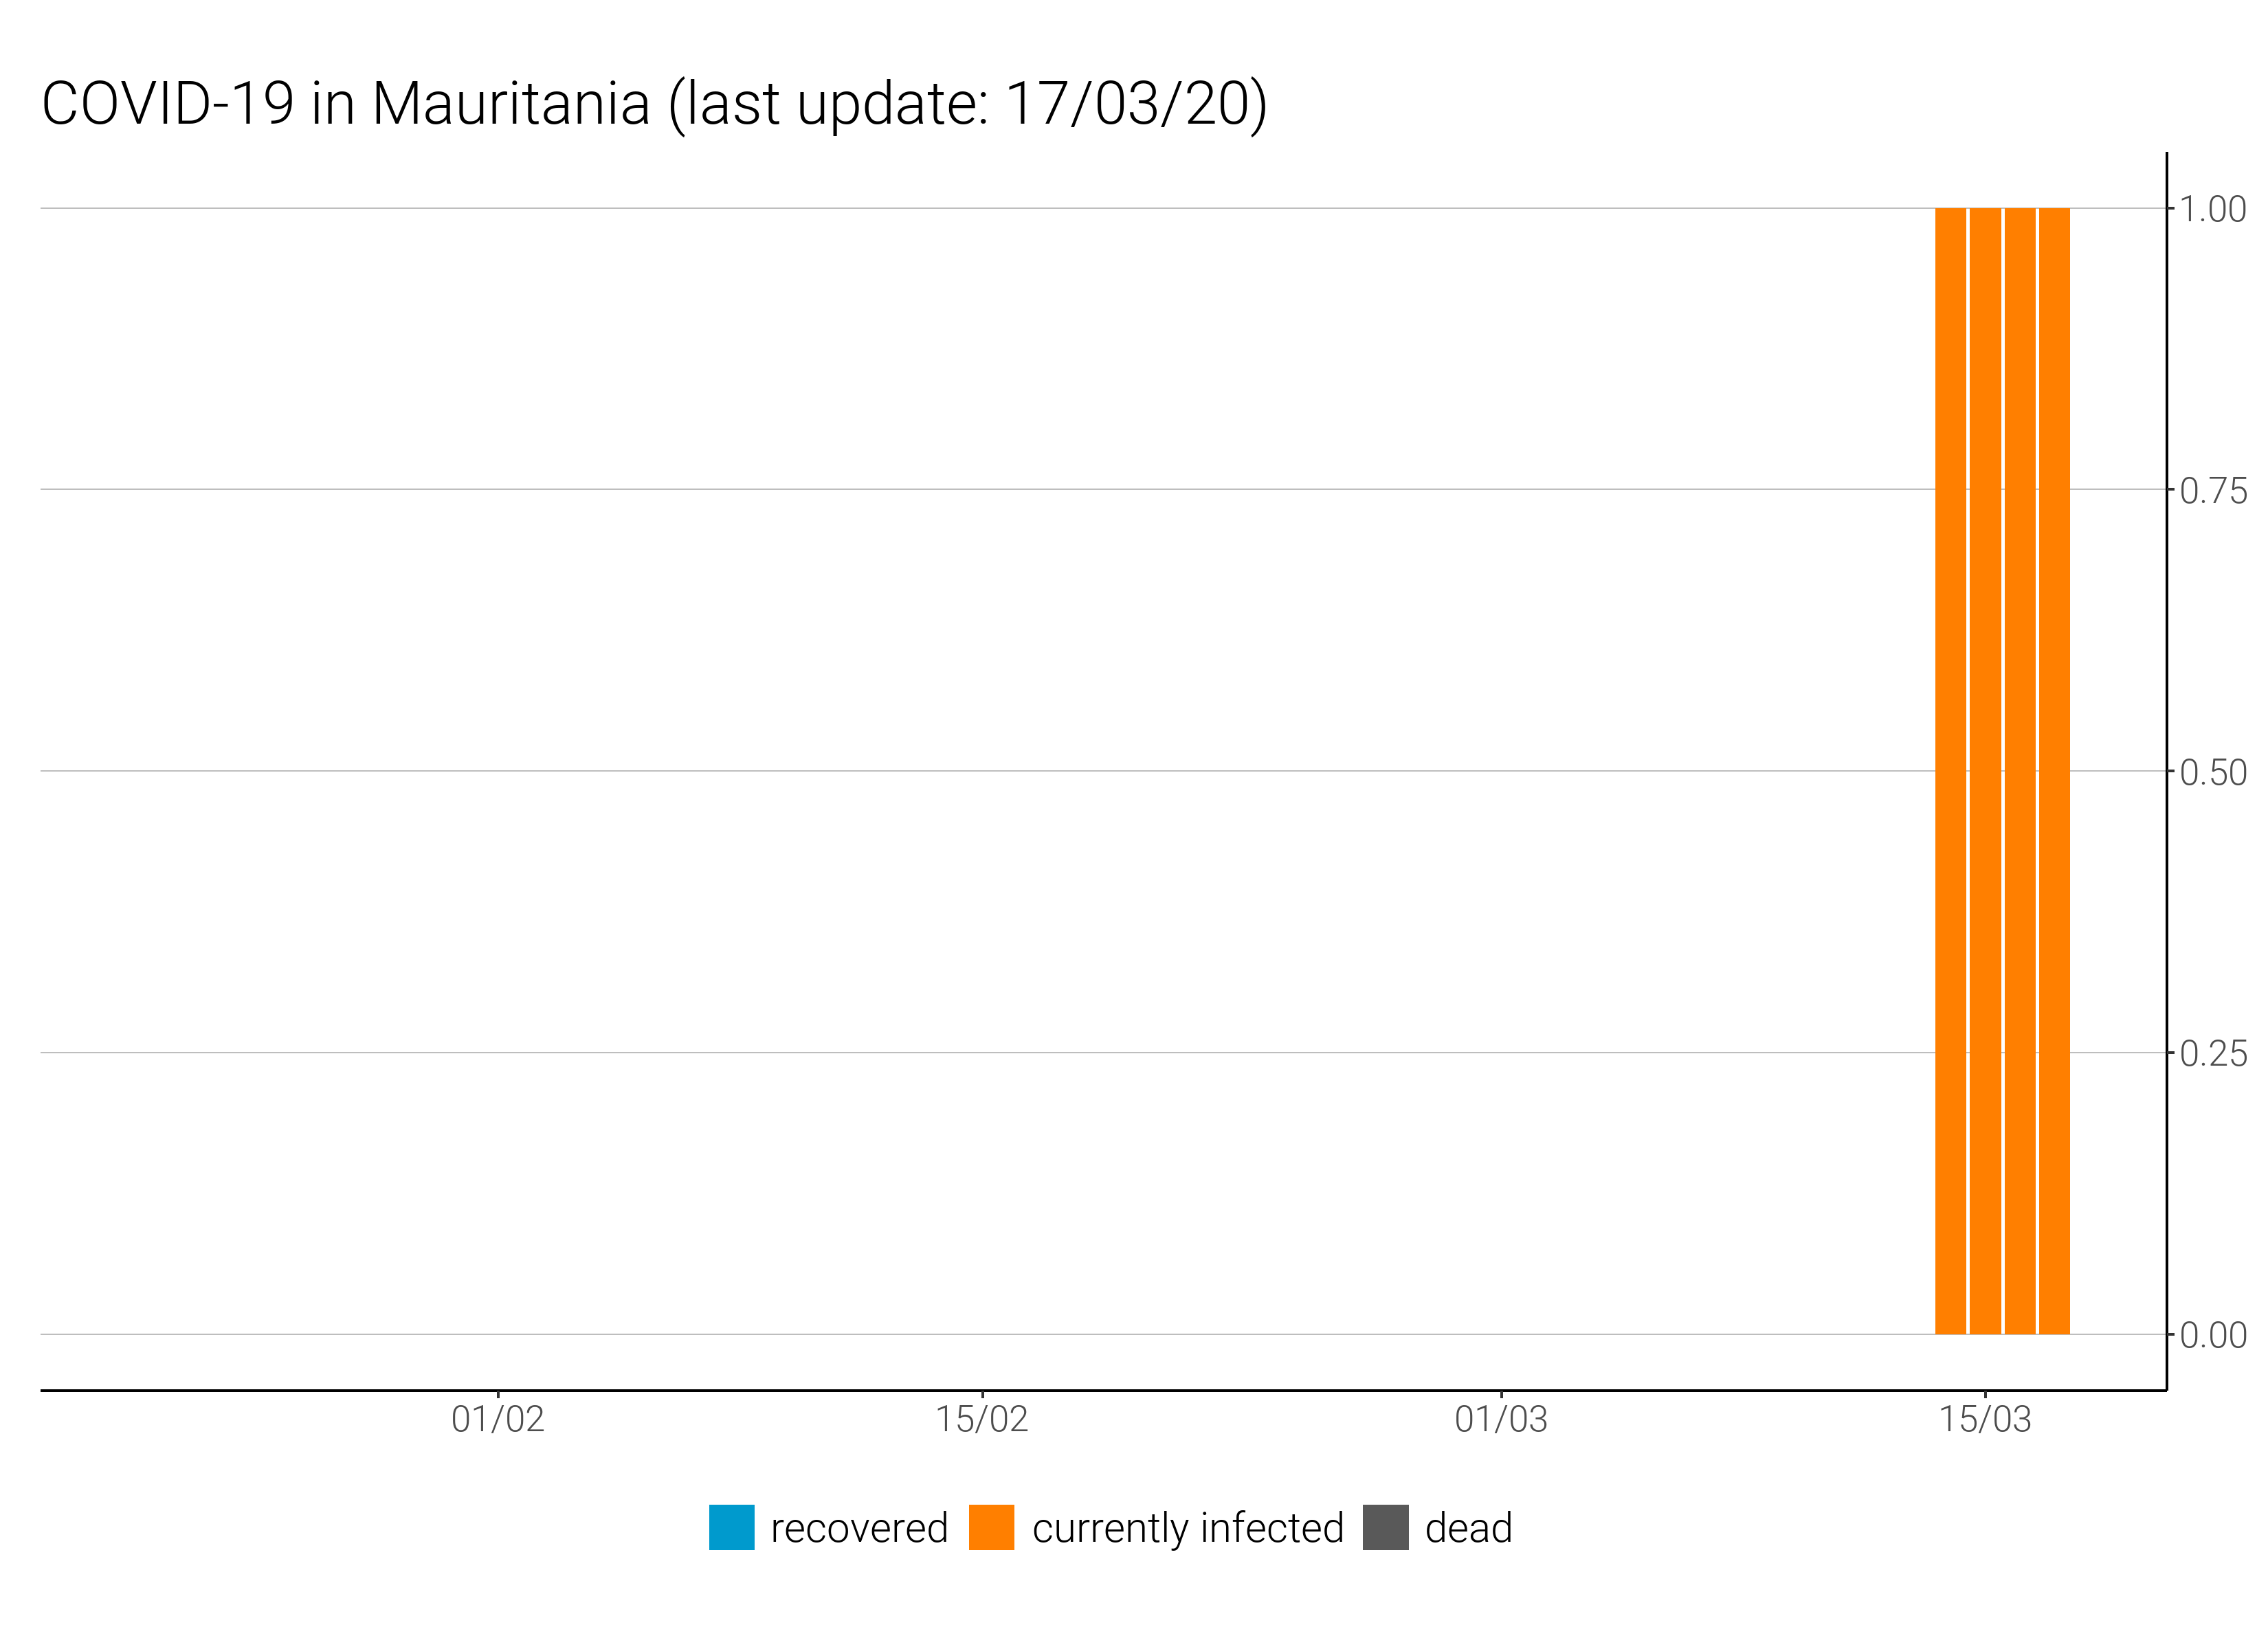 COVID-19 in Mauritania (last update: 17/03/20)
1.00
0.75
0.50
0.25
0.00
01/02 15/02 01/03 15/03
recovered currently infected dead